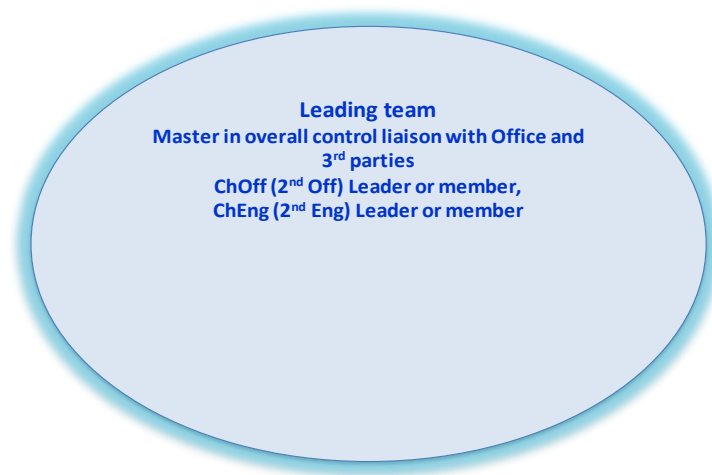 Leading team
Master in overall control liaison with Office and
3rd parties
ChOff (2nd Off) Leader or member,
ChEng (2nd Eng) Leader or member